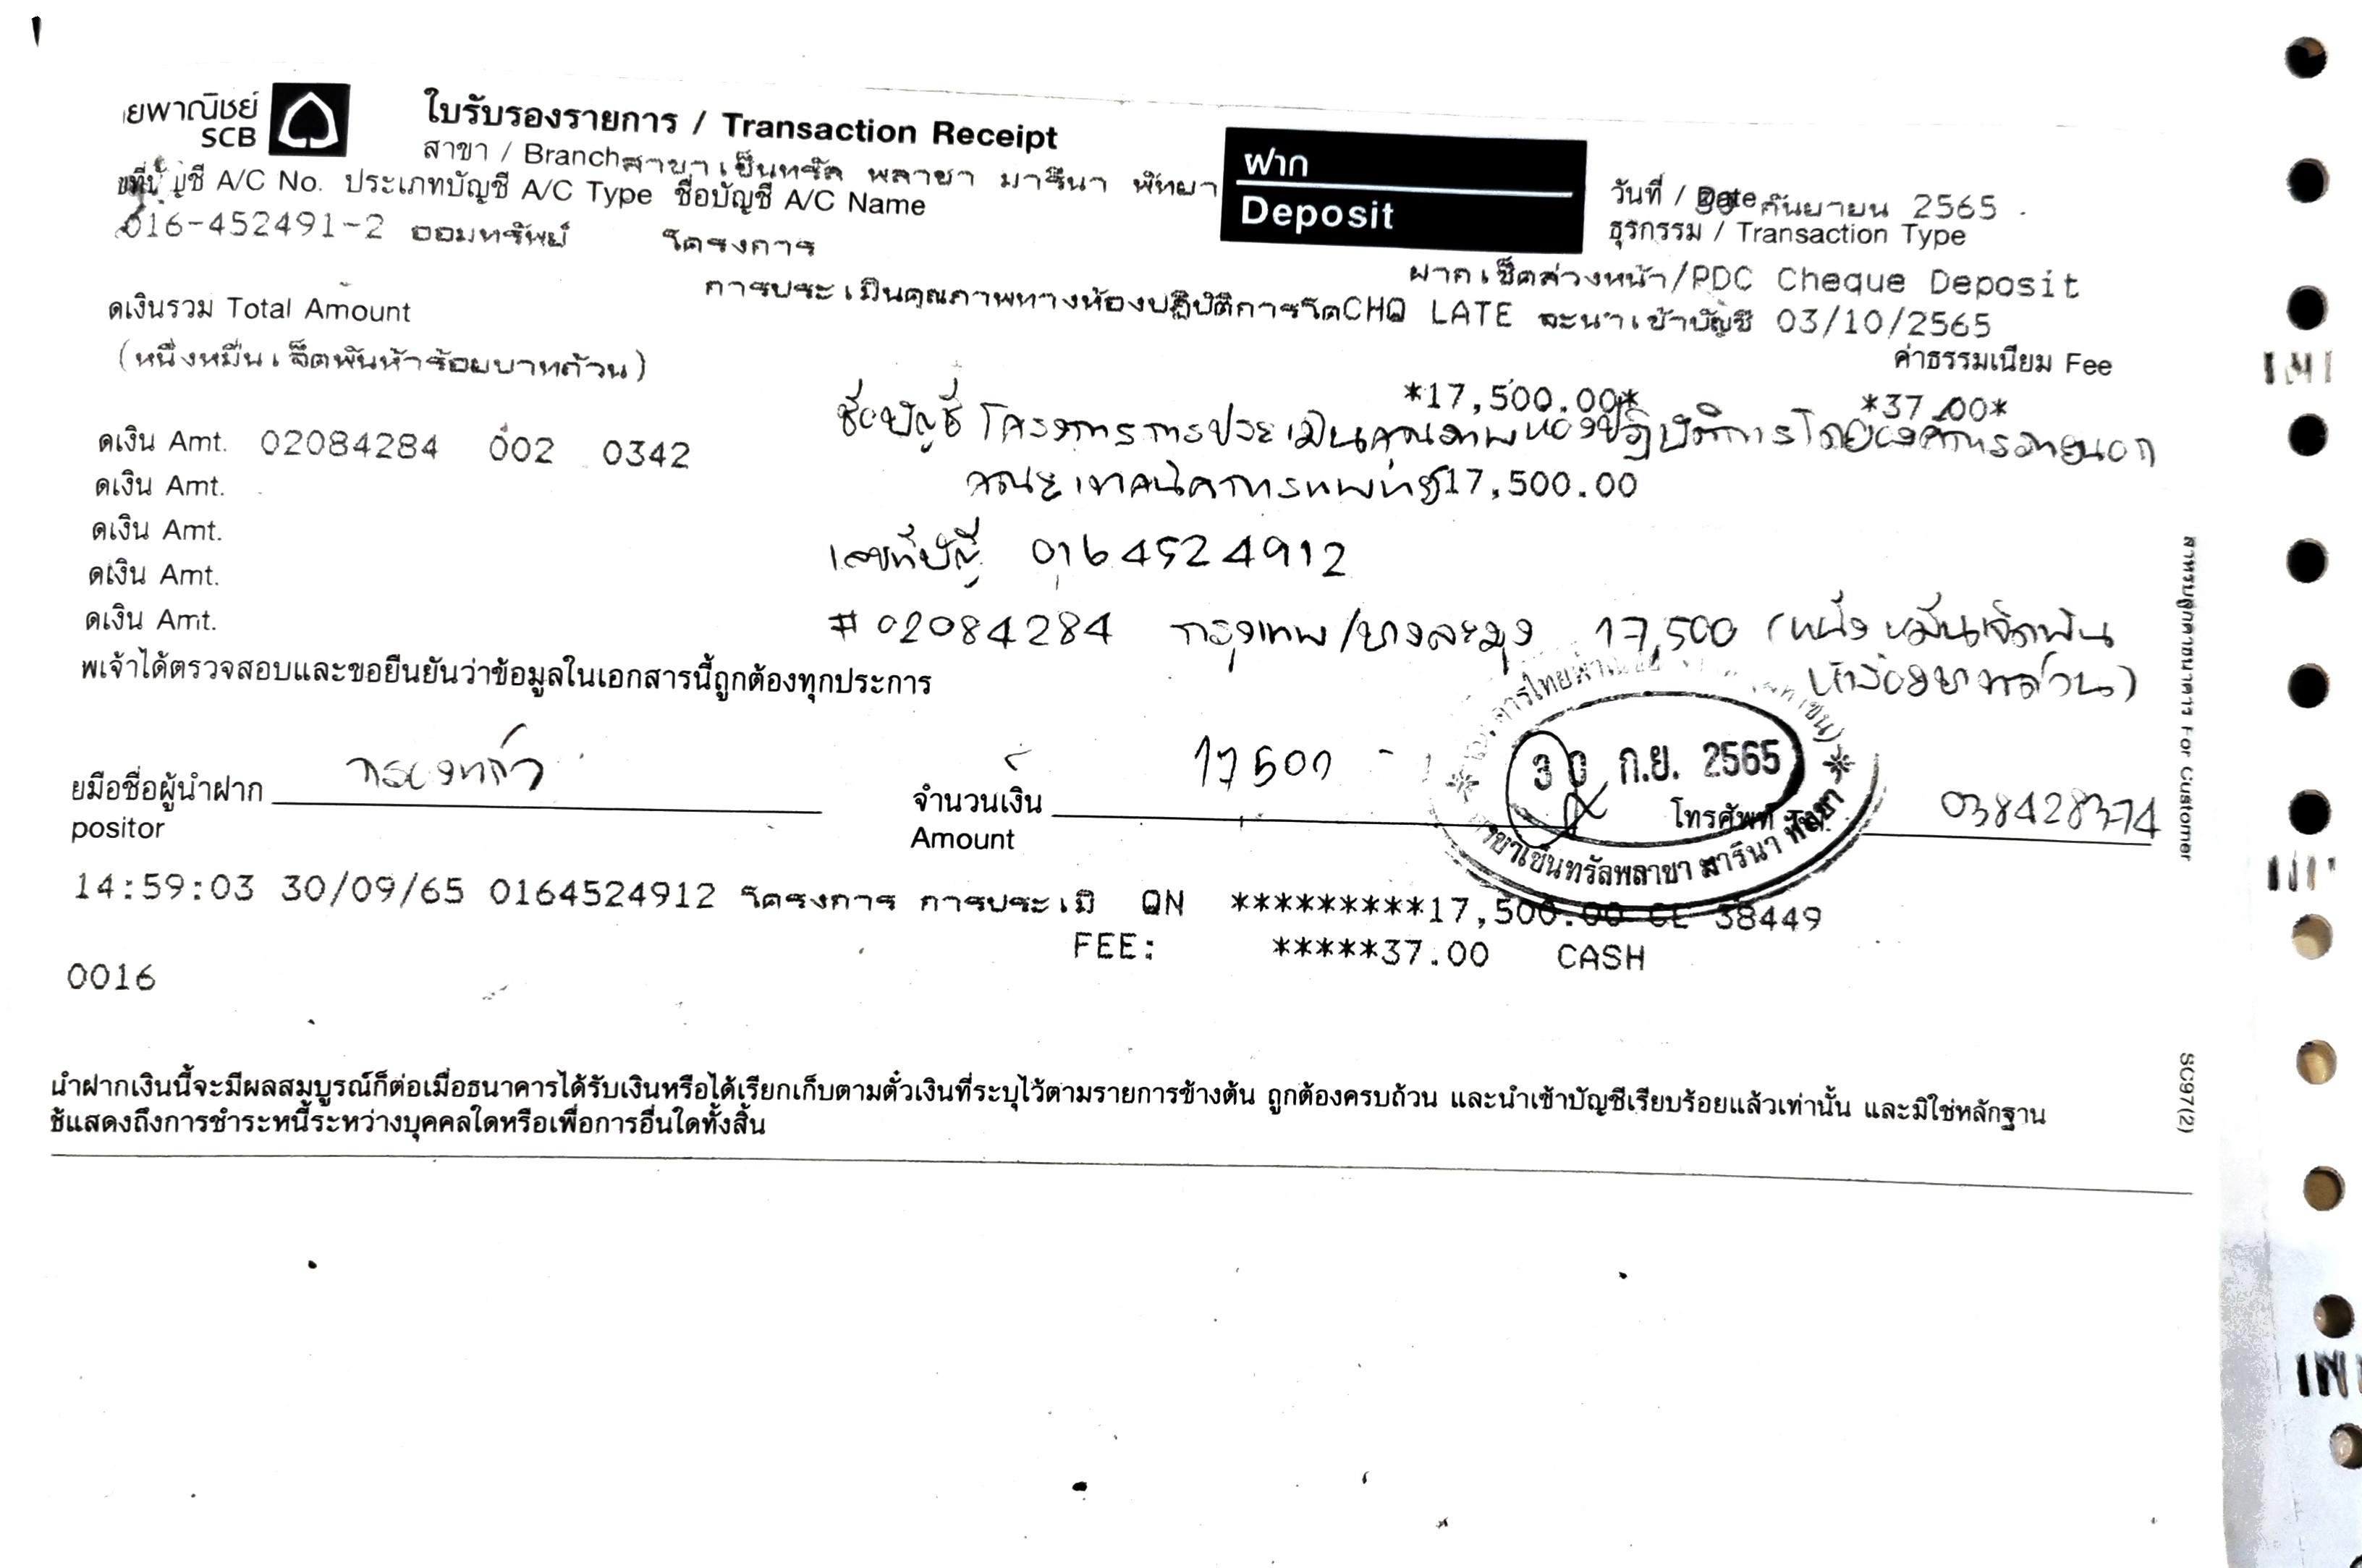 ยพาณิชย์
SCB
ใบรับรองรายการ / Transaction Receipt
สาขา / Branch สาขาเซ็นทรัล พลาซา มารีนา พัทยา
ฝาก
Deposit
วันที่ / Date 30 กันยายน 2565
ธุรกรรม / Transaction Type
ฝากเช็คล่วงหน้า/PDC Cheque Deposit
ขที่บัญชี A/C No. ประเภทบัญชี A/C Type ชื่อบัญชี A/C Name
016-452491-2 ออมทรัพย์ โครงการ
การประเมินคุณภาพทางห้องปฏิบัติการโดCHQ LATE จะนำเข้าบัญชี 03/10/2565
ดเงินรวม Total Amount
(หนึ่งหมื่นเจ็ดพันห้าร้อยบาทถ้วน)
ค่าธรรมเนียม Fee
*17,500.00* *37.00*
ชื่อบัญชี โครงการการประเมินคุณภาพห้องปฏิบัติการโดยองค์การภายนอก
ดเงิน Amt. 02084284 002 0342
คณะเทคนิคการแพทย์ 17,500.00
ดเงิน Amt.
ดเงิน Amt.
เลขที่บัญชี 0164524912
ดเงิน Amt.
ดเงิน Amt.
# 02084284 กรุงเทพ/บางละมุง 17,500 (หนึ่งหมื่นเจ็ดพัน
ห้าร้อยบาทถ้วน)
พเจ้าได้ตรวจสอบและขอยืนยันว่าข้อมูลในเอกสารนี้ถูกต้องทุกประการ
30 ก.ย. 2565
สาขาเซ็นทรัลพลาซา มารีนา พัทยา
ยมือชื่อผู้นำฝาก
positor
จำนวนเงิน 17500 -
Amount
โทรศัพท์ 038428374
14:59:03 30/09/65 0164524912 โครงการ การประเมิ QN *********17,500.00 CL 38449
FEE: *****37.00 CASH
0016
นำฝากเงินนี้จะมีผลสมบูรณ์ก็ต่อเมื่อธนาคารได้รับเงินหรือได้เรียกเก็บตามตั๋วเงินที่ระบุไว้ตามรายการข้างต้น ถูกต้องครบถ้วน และนำเข้าบัญชีเรียบร้อยแล้วเท่านั้น และมิใช่หลักฐาน
ช้แสดงถึงการชำระหนี้ระหว่างบุคคลใดหรือเพื่อการอื่นใดทั้งสิ้น
สำหรับลูกค้าธนาคาร For Customer
SC97(2)